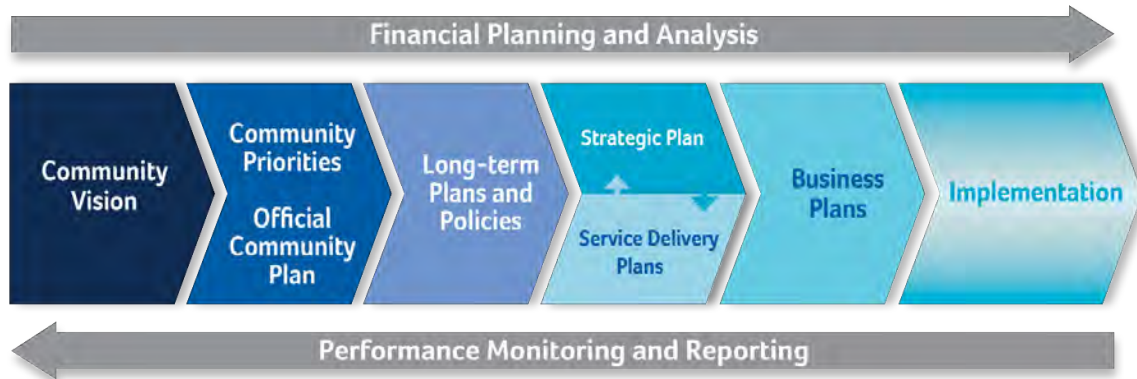 Financial Planning and Analysis
Community
Vision
Community
Priorities
Official
Community
Plan
Long-term
Plans and
Policies
Strategic Plan
Service Delivery
Plans
Business
Plans
Implementation
Performance Monitoring and Reporting